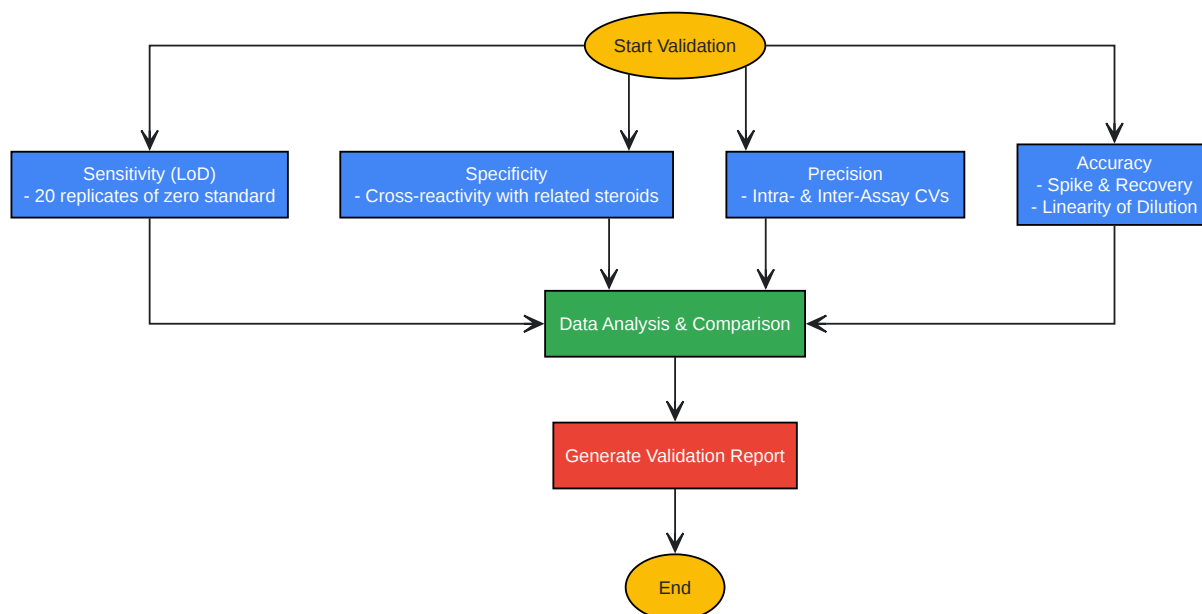 Start Validation
Sensitivity (LoD)
- 20 replicates of zero standard
Specificity
- Cross-reactivity with related steroids
Precision
- Intra- & Inter-Assay CVs
Accuracy
- Spike & Recovery
- Linearity of Dilution
Data Analysis & Comparison
Generate Validation Report
End